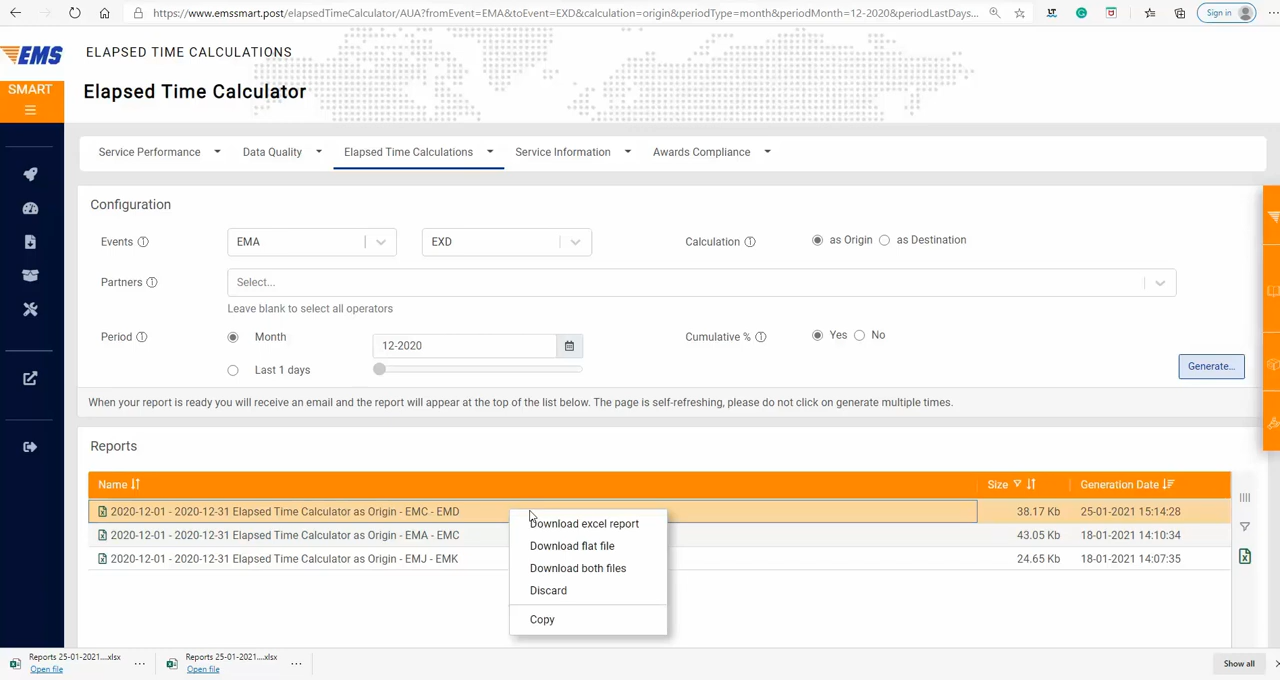 https://www.emssmart.post/elapsedTimeCalculator/AUA?fromEvent=EMA&toEvent=EXD&calculation=origin&periodType=month&periodMonth=12-2020&periodLastDays...
Sign in
EMS
ELAPSED TIME CALCULATIONS
SMART
Elapsed Time Calculator
Service Performance
Data Quality
Elapsed Time Calculations
Service Information
Awards Compliance
Configuration
Events
EMA
EXD
Calculation
as Origin
as Destination
Partners
Select...
Leave blank to select all operators
Period
Month
12-2020
Cumulative %
Yes
No
Last 1 days
Generate...
When your report is ready you will receive an email and the report will appear at the top of the list below. The page is self-refreshing, please do not click on generate multiple times.
Reports
Name
Size
Generation Date
2020-12-01 - 2020-12-31 Elapsed Time Calculator as Origin - EMC - EMD
38.17 Kb
25-01-2021 15:14:28
2020-12-01 - 2020-12-31 Elapsed Time Calculator as Origin - EMA - EMC
43.05 Kb
18-01-2021 14:10:34
2020-12-01 - 2020-12-31 Elapsed Time Calculator as Origin - EMJ - EMK
24.65 Kb
18-01-2021 14:07:35
Download excel report
Download flat file
Download both files
Discard
Copy
Reports 25-01-2021....xlsx
Open file
Reports 25-01-2021....xlsx
Open file
Show all